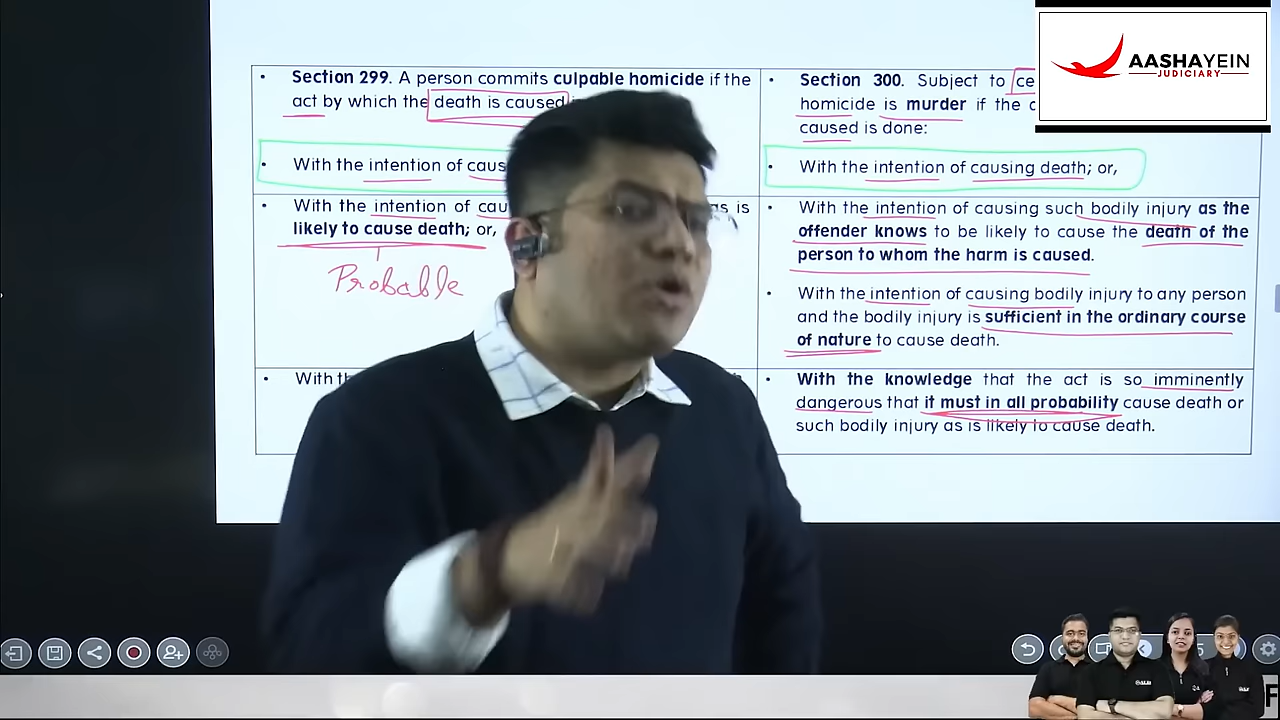 AASHAYEIN
JUDICIARY
• Section 299. A person commits culpable homicide if the
act by which the death is caused
• With the intention of
• With the intention of as is
likely to cause death; or,
Probable
• With
• Section 300. Subject to
homicide is murder if the
caused is done:
• With the intention of causing death; or,
• With the intention of causing such bodily injury as the
offender knows to be likely to cause the death of the
person to whom the harm is caused.
• With the intention of causing bodily injury to any person
and the bodily injury is sufficient in the ordinary course
of nature to cause death.
• With the knowledge that the act is so imminently
dangerous that it must in all probability cause death or
such bodily injury as is likely to cause death.